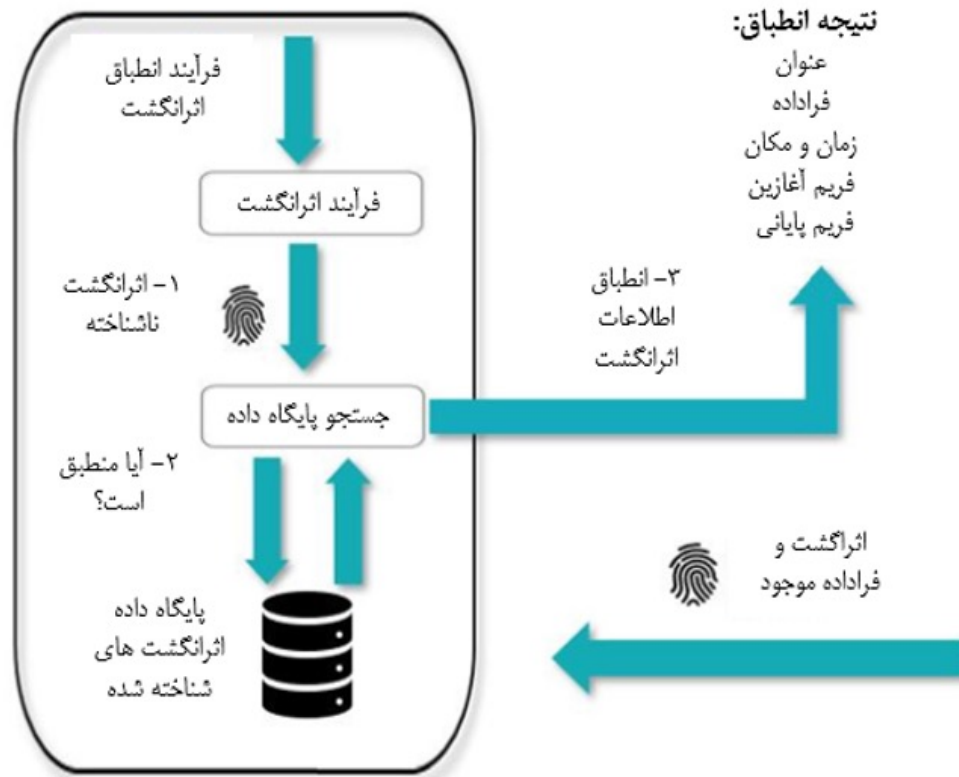 فرآیند انطباق
اثرانگشت
فرآیند اثرانگشت
۱- اثرانگشت
ناشناخته
جستجو پایگاه داده
۲- آیا منطبق
است؟
پایگاه داده
اثرانگشت های
شناخته شده
نتیجه انطباق:
عنوان
فراداده
زمان و مکان
فریم آغازین
فریم پایانی
۳- انطباق
اطلاعات
اثرانگشت
اثراگشت و
فراداده موجود